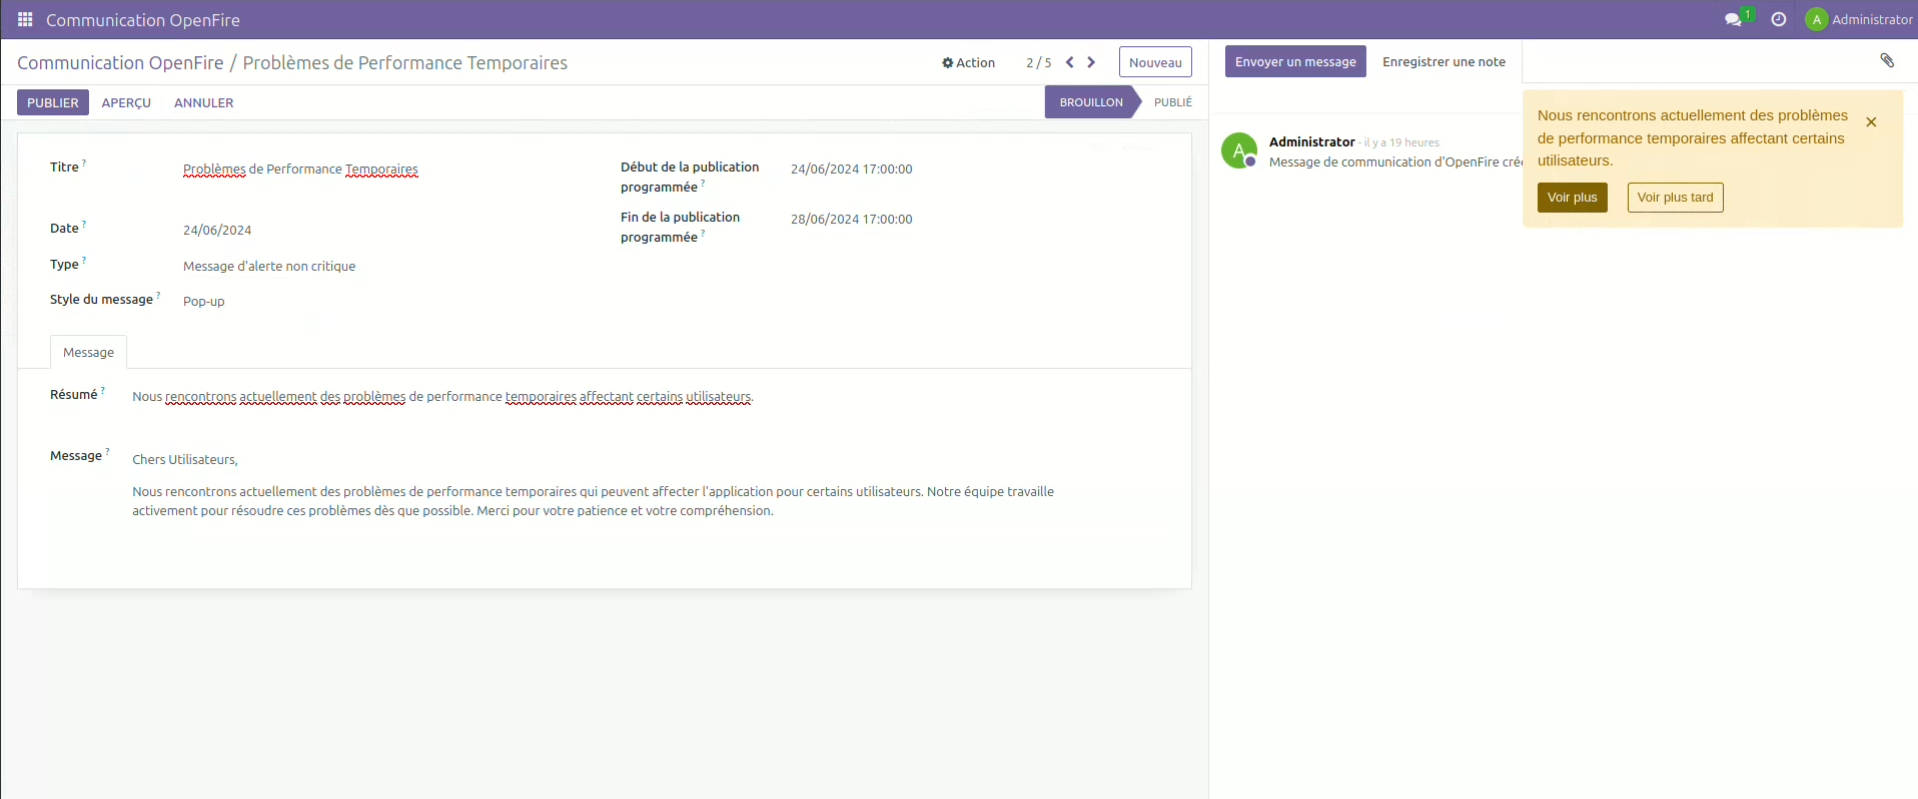 Communication OpenFire
1
A Administrator
Communication OpenFire / Problèmes de Performance Temporaires
Action
2 / 5
Nouveau
Envoyer un message
Enregistrer une note
PUBLIER
APERÇU
ANNULER
BROUILLON
PUBLIÉ
Titre ?
Problèmes de Performance Temporaires
Début de la publication
programmée ?
24/06/2024 17:00:00
Date ?
24/06/2024
Fin de la publication
programmée ?
28/06/2024 17:00:00
Type ?
Message d'alerte non critique
Style du message ?
Pop-up
Message
Résumé ?
Nous rencontrons actuellement des problèmes de performance temporaires affectant certains utilisateurs.
Message ?
Chers Utilisateurs,
Nous rencontrons actuellement des problèmes de performance temporaires qui peuvent affecter l'application pour certains utilisateurs. Notre équipe travaille
activement pour résoudre ces problèmes dès que possible. Merci pour votre patience et votre compréhension.
A
Administrator - il y a 19 heures
Message de communication d'OpenFire créé
Nous rencontrons actuellement des problèmes
de performance temporaires affectant certains
utilisateurs.
Voir plus
Voir plus tard